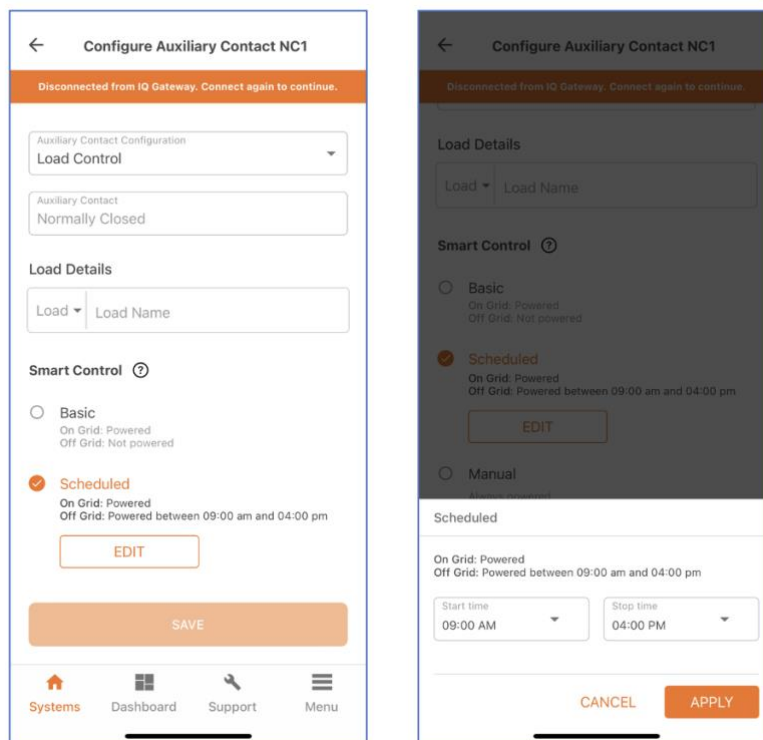 Configure Auxiliary Contact NC1
Disconnected from IQ Gateway. Connect again to continue.
Auxiliary Contact Configuration
Load Control
Auxiliary Contact
Normally Closed
Load Details
Load
Load Name
Smart Control ?
Basic
On Grid: Powered
Off Grid: Not powered
Scheduled
On Grid: Powered
Off Grid: Powered between 09:00 am and 04:00 pm
EDIT
SAVE
Systems
Dashboard
Support
Menu
Configure Auxiliary Contact NC1
Disconnected from IQ Gateway. Connect again to continue.
Load Details
Load
Load Name
Smart Control ?
Basic
On Grid: Powered
Off Grid: Not powered
Scheduled
On Grid: Powered
Off Grid: Powered between 09:00 am and 04:00 pm
EDIT
Manual
Always powered
Scheduled
On Grid: Powered
Off Grid: Powered between 09:00 am and 04:00 pm
Start time
09:00 AM
Stop time
04:00 PM
CANCEL
APPLY